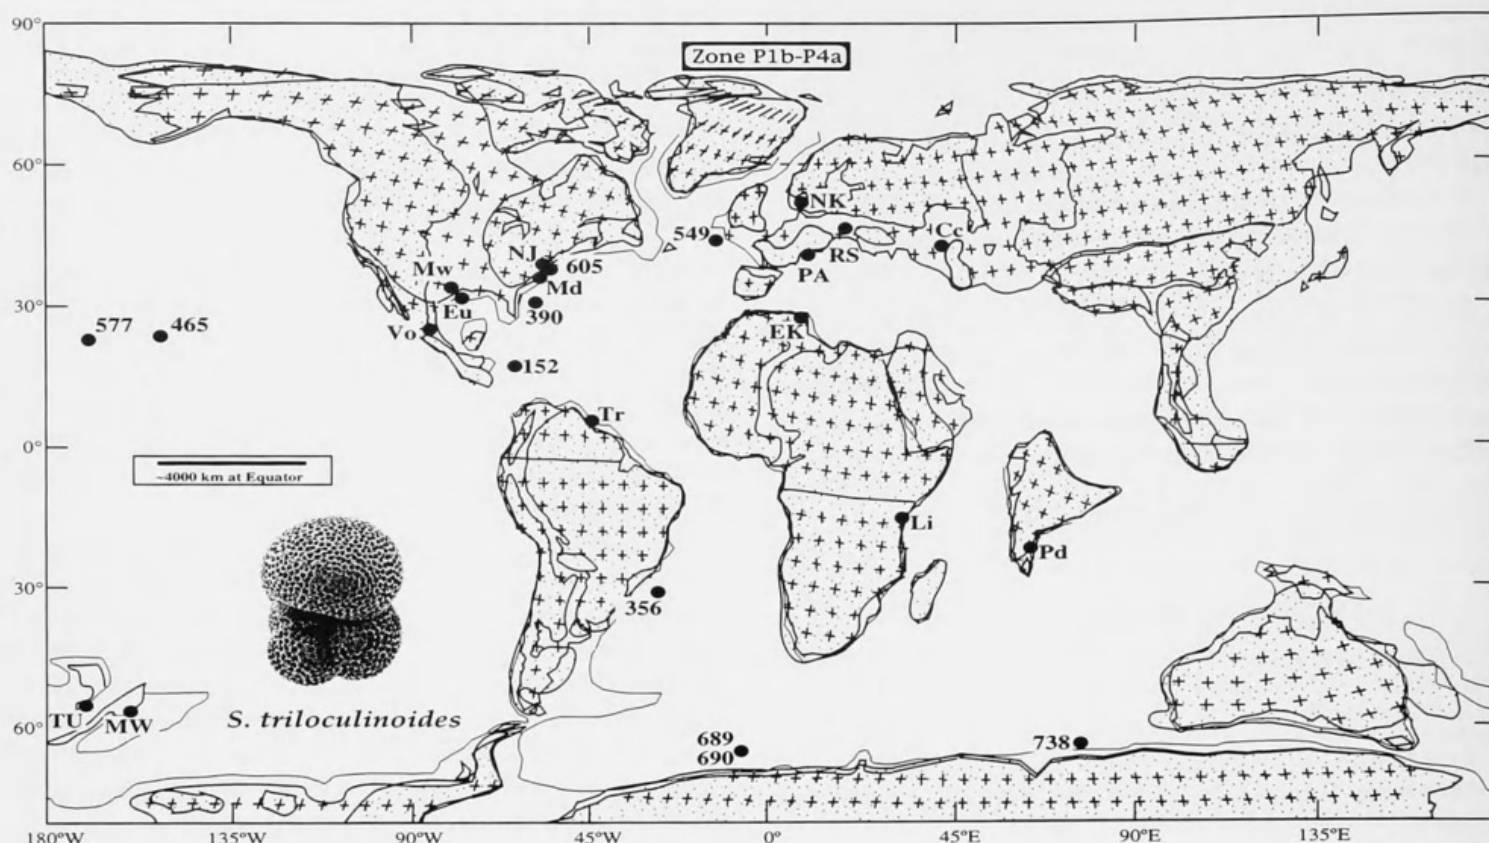 90°
Zone P1b-P4a
60°
NK
549
Cc
NJ
605
RS
Mw
PA
Md
30°
Eu
390
577
465
Vo
EK
152
Tr
0°
~4000 km at Equator
Li
Pd
30°
356
TU
MW
S. triloculinoides
60°
689
690
738
180°W
135°W
90°W
45°W
0°
45°E
90°E
135°E